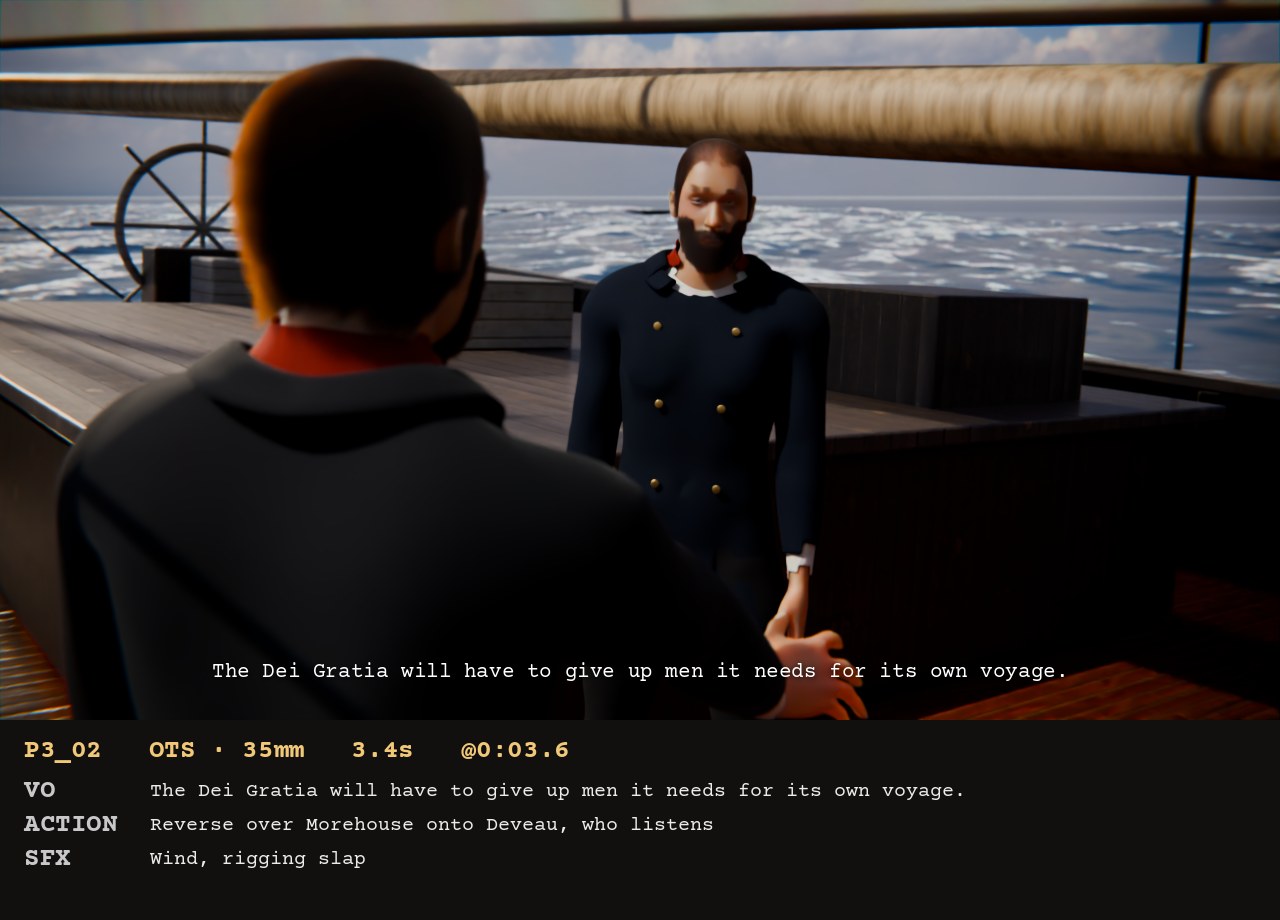 The Dei Gratia will have to give up men it needs for its own voyage.
P3_02 OTS · 35mm 3.4s @0:03.6
VO The Dei Gratia will have to give up men it needs for its own voyage.
ACTION Reverse over Morehouse onto Deveau, who listens
SFX Wind, rigging slap